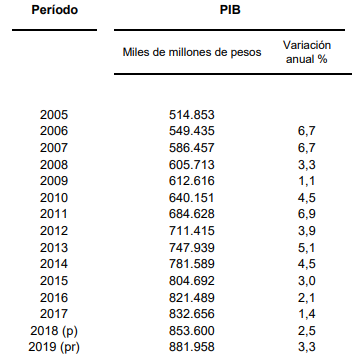 Período PIB
Miles de millones de pesos Variación
anual %
2005 514.853
2006 549.435 6,7
2007 586.457 6,7
2008 605.713 3,3
2009 612.616 1,1
2010 640.151 4,5
2011 684.628 6,9
2012 711.415 3,9
2013 747.939 5,1
2014 781.589 4,5
2015 804.692 3,0
2016 821.489 2,1
2017 832.656 1,4
2018 (p) 853.600 2,5
2019 (pr) 881.958 3,3